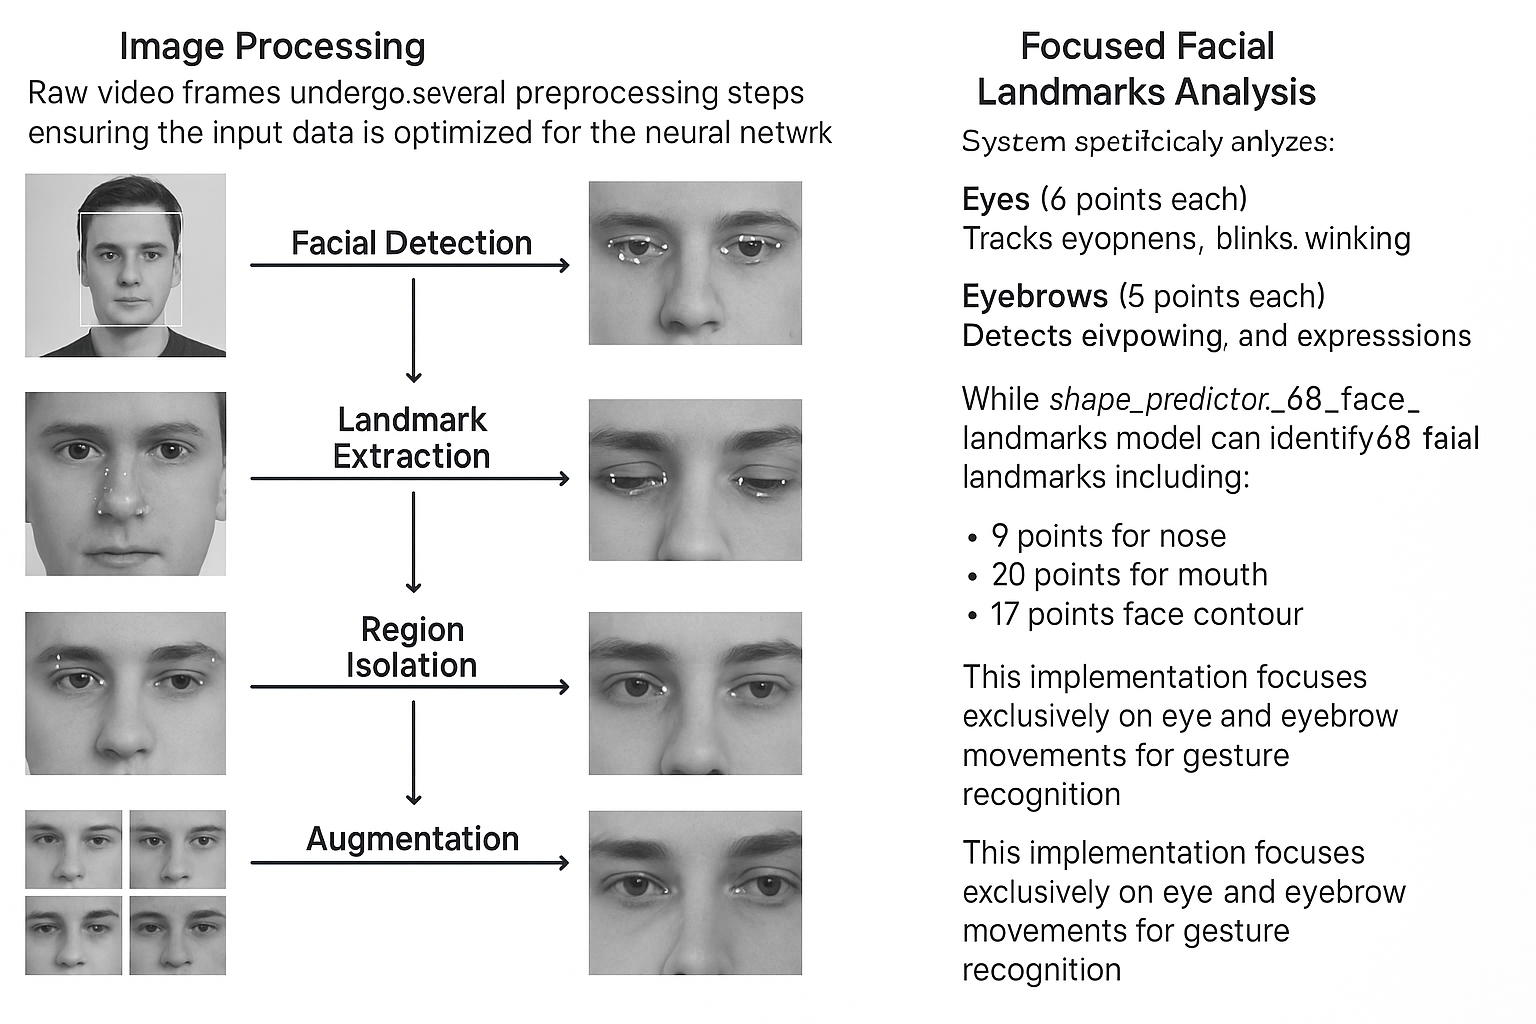 Image Processing
Raw video frames undergo.several preprocessing steps
ensuring the input data is optimized for the neural netwrk
Facial Detection
Landmark
Extraction
Region
Isolation
Augmentation
Focused Facial
Landmarks Analysis
System spetifcicaly anlyzes:
Eyes (6 points each)
Tracks eyopnens, blinks. winking
Eyebrows (5 points each)
Detects eivpowing, and expresssions
While shape_predictor._68_face_
landmarks model can identify68 faial
landmarks including:
• 9 points for nose
• 20 points for mouth
• 17 points face contour
This implementation focuses
exclusively on eye and eyebrow
movements for gesture
recognition
This implementation focuses
exclusively on eye and eyebrow
movements for gesture
recognition